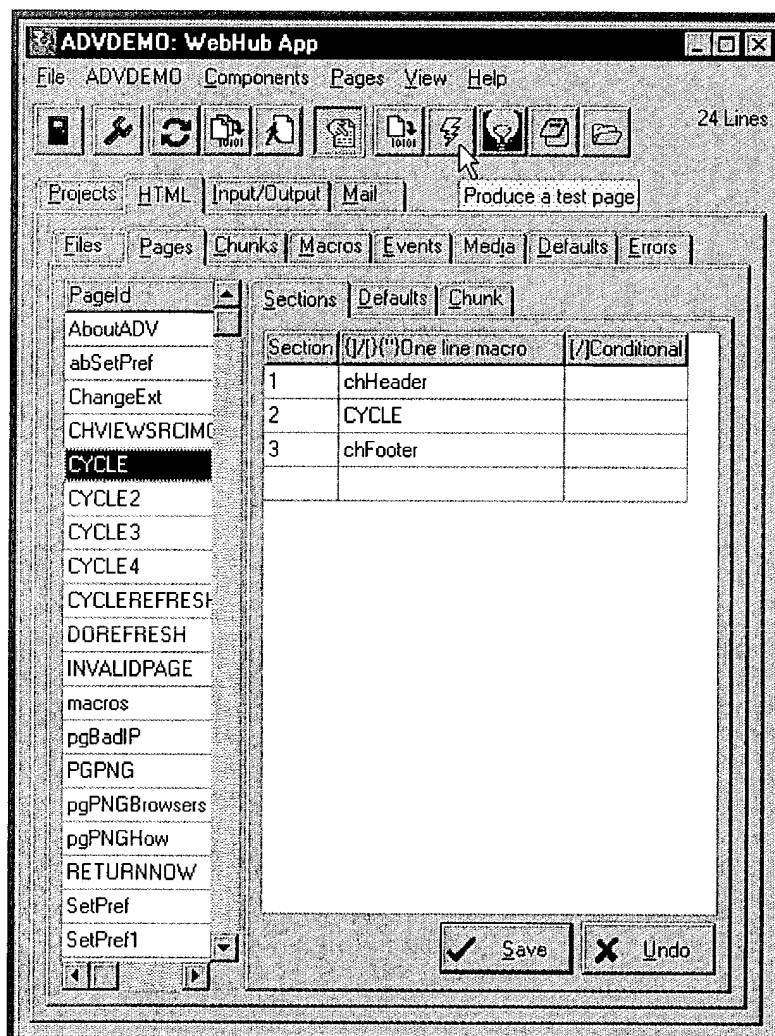 ADVDEMO: WebHub App
File ADVDEMO Components Pages View Help
24 Lines
Produce a test page
Projects HTML Input/Output Mail
Files Pages Chunks Macros Events Media Defaults Errors
PageId
AboutADV
abSetPref
ChangeExt
CHVIEWSRCIMG
CYCLE
CYCLE2
CYCLE3
CYCLE4
CYCLEREFRESH
DOREFRESH
INVALIDPAGE
macros
pgBadIP
PGPNG
pgPNGBrowsers
pgPNGHow
RETURNNOW
SetPref
SetPref1
Sections Defaults Chunk
Section {]/[}{"}One line macro [/]Conditional
1 chHeader
2 CYCLE
3 chFooter
Save Undo